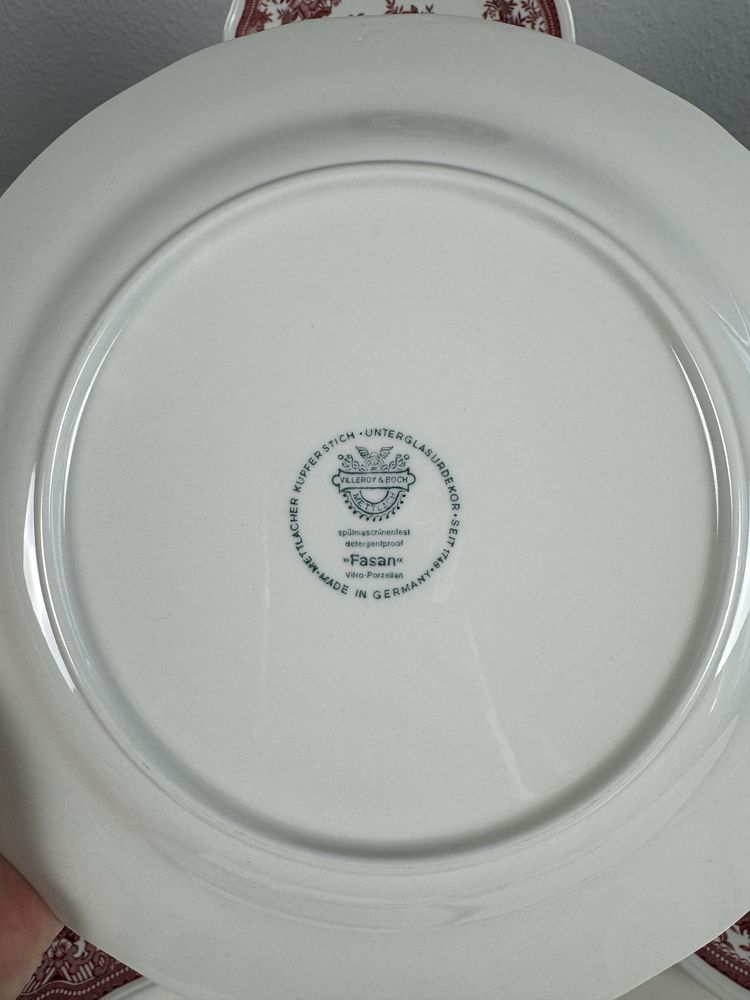 METTLACHER KUPFERSTICH · UNTERGLASURDEKOR · SEIT 1748 ·
VILLEROY & BOCH
METTLACH
spülmaschinenfest
detergentproof
»Fasan«
Vitro-Porzellan
MADE IN GERMANY ·